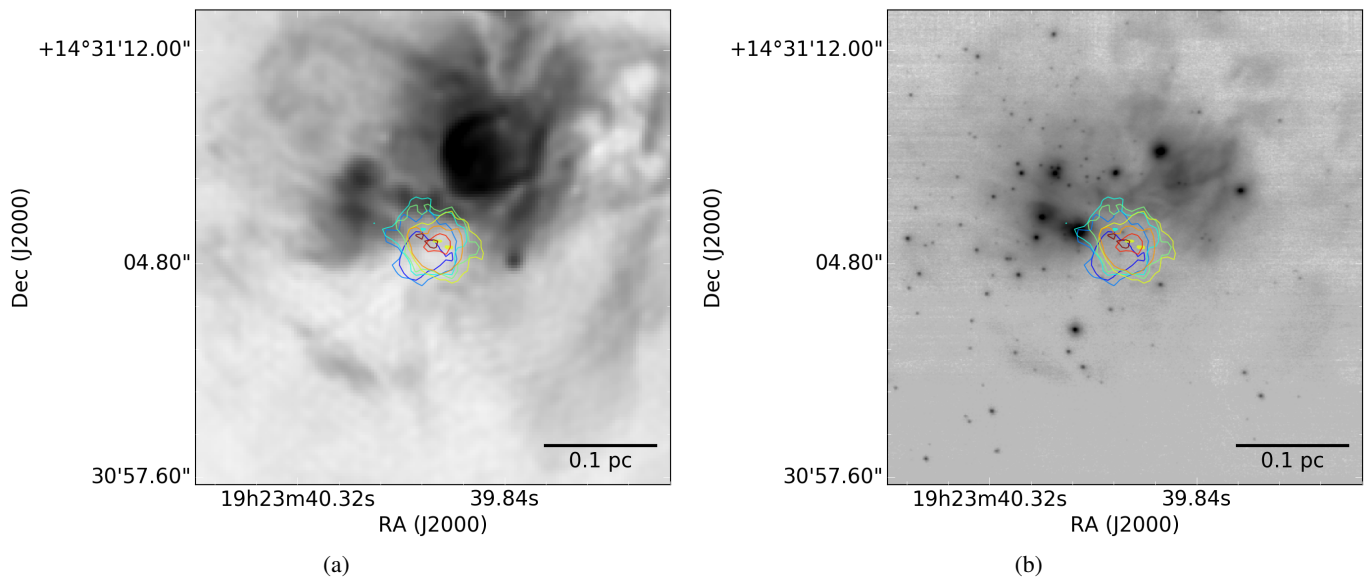 +14°31'12.00"
Dec (J2000)
04.80"
30'57.60"
0.1 pc
19h23m40.32s
39.84s
RA (J2000)
(a)
+14°31'12.00"
Dec (J2000)
04.80"
30'57.60"
0.1 pc
19h23m40.32s
39.84s
RA (J2000)
(b)